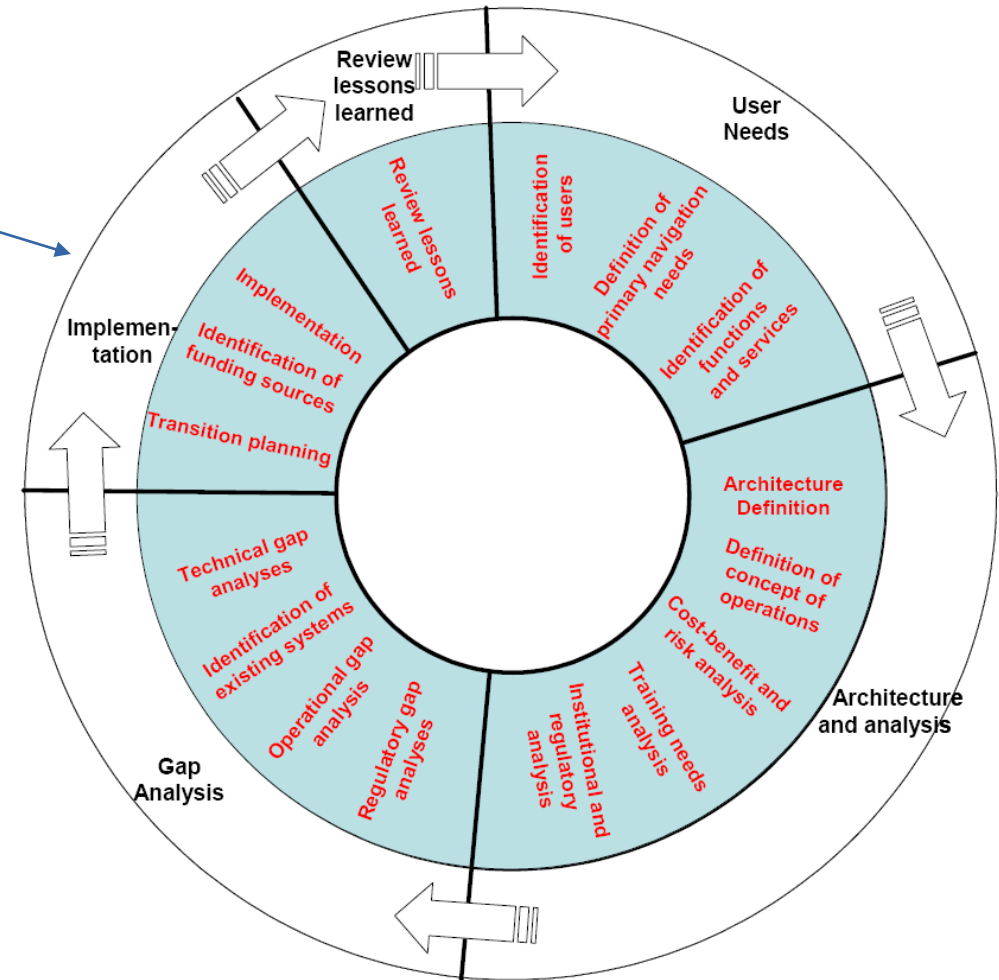 Review
lessons
learned
User
Needs
Identification
of users
Definition of
primary navigation
needs
Identification of
functions
and services
Architecture
and analysis
Architecture
Definition
Definition of
concept of
operations
Cost-benefit and
risk analysis
Training needs
analysis
Institutional and
regulatory
analysis
Gap
Analysis
Regulatory gap
analyses
Operational gap
analysis
Identification of
existing systems
Technical gap
analyses
Implemen-
tation
Transition planning
Identification of
funding sources
Implementation
Review lessons
learned